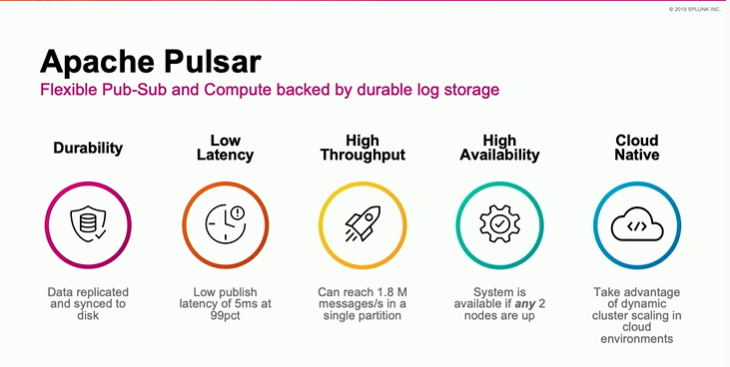 © 2019 SPLUNK INC.
Apache Pulsar
Flexible Pub-Sub and Compute backed by durable log storage
Durability
Data replicated
and synced to
disk
Low
Latency
Low publish
latency of 5ms at
99pct
High
Throughput
Can reach 1.8 M
messages/s in a
single partition
High
Availability
System is
available if any 2
nodes are up
Cloud
Native
</>
Take advantage
of dynamic
cluster scaling in
cloud
environments